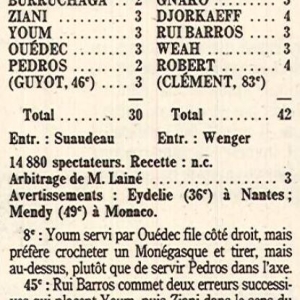 BURRUCHAGA .. 2 GNAKO .......... 3
ZIANI ............ 3 DJORKAEFF .... 4
YOUM ............ 3 RUI BARROS .. 3
OUÉDEC ........ 3 WEAH ............ 3
PEDROS ........ 2 ROBERT ........ 4
(GUYOT, 46e) .. 3 (CLÉMENT, 83e)
Total ........ 30 Total ........ 42
Entr. : Suaudeau Entr. : Wenger
14 880 spectateurs. Recette : n.c.
Arbitrage de M. Lainé .................. 3
Avertissements : Eydelie (36e) à Nantes ;
Mendy (49e) à Monaco.
8e : Youm servi par Ouédec file côté droit, mais
préfère crocheter un Monégasque et tirer, mais
au-dessus, plutôt que de servir Pedros dans l'axe.
45e : Rui Barros commet deux erreurs successi-